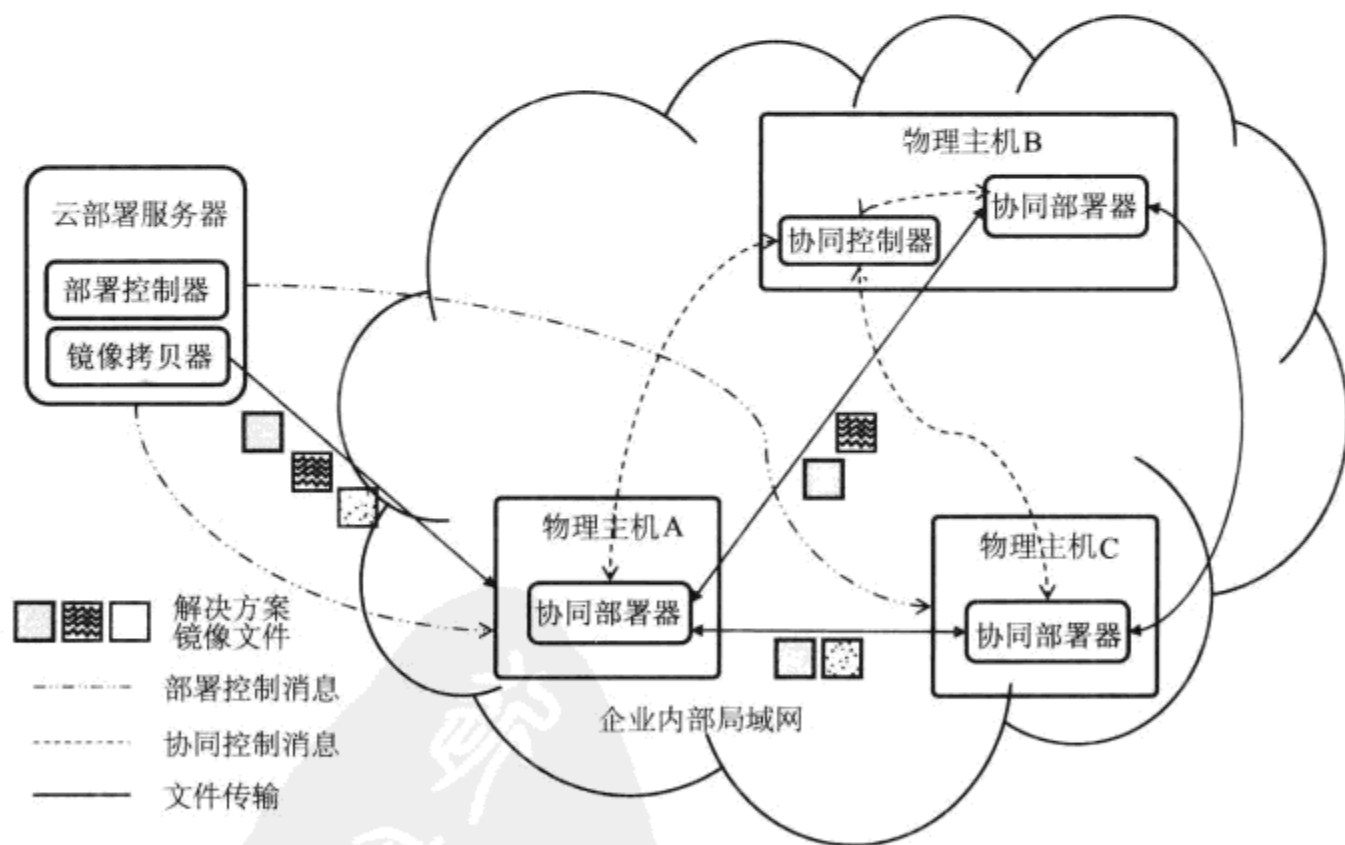 云部署服务器
部署控制器
镜像拷贝器
物理主机B
协同部署器
协同控制器
物理主机A
协同部署器
物理主机C
协同部署器
企业内部局域网
解决方案
镜像文件
部署控制消息
协同控制消息
文件传输